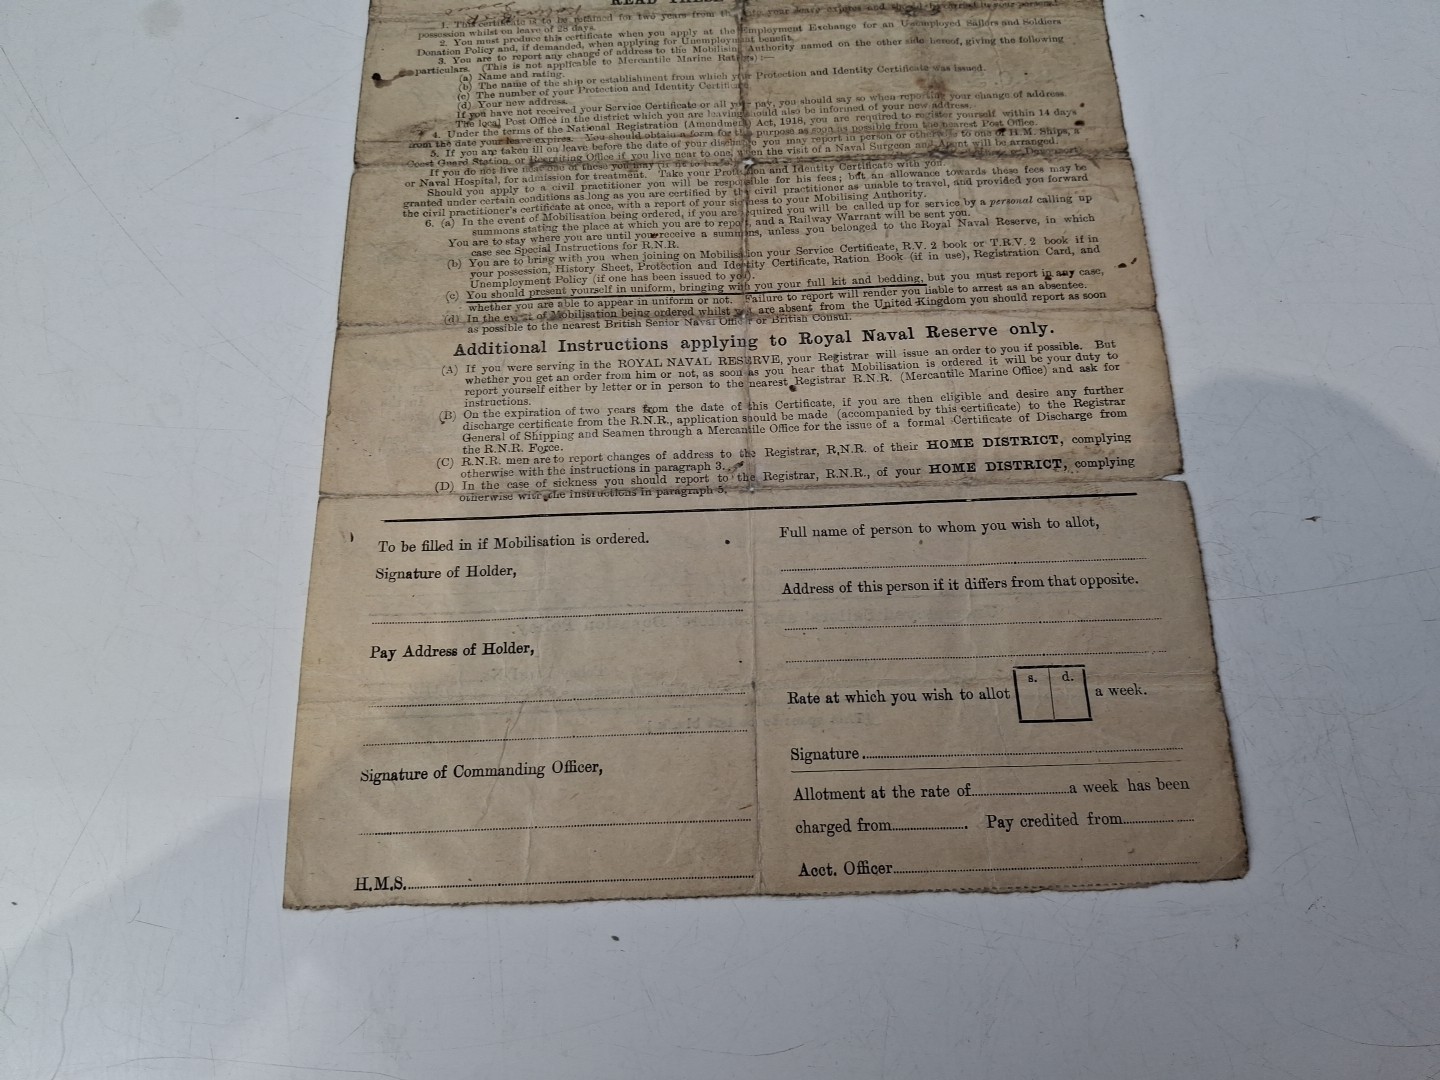 READ THESE
1. This certificate is to be retained for two years from the date your leave expires and should be carried in your personal
possession whilst on leave of 28 days.
2. You must produce this certificate when you apply at the Employment Exchange for an Unemployed Sailors and Soldiers
Donation Policy and, if demanded, when applying for Unemployment benefit.
3. You are to report any change of address to the Mobilising Authority named on the other side hereof, giving the following
particulars. (This is not applicable to Mercantile Marine Ratings):—
(a) Name and rating.
(b) The name of the ship or establishment from which your Protection and Identity Certificate was issued.
(c) The number of your Protection and Identity Certificate.
(d) Your new address.
If you have not received your Service Certificate or all your pay, you should say so when reporting your change of address.
The local Post Office in the district which you are leaving should also be informed of your new address.
4. Under the terms of the National Registration (Amendment) Act, 1918, you are required to register yourself within 14 days
from the date your leave expires. You should obtain a form for this purpose as soon as possible from the nearest Post Office.
5. If you are taken ill on leave before the date of your discharge you may report in person or otherwise to one of H.M. Ships, a
Coast Guard Station, or Recruiting Office if you live near to one, when the visit of a Naval Surgeon and Agent will be arranged.
If you do not live near one of these you may
or Naval Hospital, for admission for treatment. Take your Protection and Identity Certificate with you.
Should you apply to a civil practitioner you will be responsible for his fees; but an allowance towards these fees may be
granted under certain conditions as long as you are certified by the civil practitioner as unable to travel, and provided you forward
the civil practitioner's certificate at once, with a report of your sickness to your Mobilising Authority.
6. (a) In the event of Mobilisation being ordered, if you are required you will be called up for service by a personal calling up
summons stating the place at which you are to report, and a Railway Warrant will be sent you.
You are to stay where you are until you receive a summons, unless you belonged to the Royal Naval Reserve, in which
case see Special Instructions for R.N.R.
(b) You are to bring with you when joining on Mobilisation your Service Certificate, R.V. 2 book or T.R.V. 2 book if in
your possession, History Sheet, Protection and Identity Certificate, Ration Book (if in use), Registration Card, and
Unemployment Policy (if one has been issued to you).
(c) You should present yourself in uniform, bringing with you your full kit and bedding, but you must report in any case,
whether you are able to appear in uniform or not. Failure to report will render you liable to arrest as an absentee.
(d) In the event of Mobilisation being ordered whilst you are absent from the United Kingdom you should report as soon
as possible to the nearest British Senior Naval Officer or British Consul.
Additional Instructions applying to Royal Naval Reserve only.
(A) If you were serving in the ROYAL NAVAL RESERVE, your Registrar will issue an order to you if possible. But
whether you get an order from him or not, as soon as you hear that Mobilisation is ordered it will be your duty to
report yourself either by letter or in person to the nearest Registrar R.N.R. (Mercantile Marine Office) and ask for
instructions.
(B) On the expiration of two years from the date of this Certificate, if you are then eligible and desire any further
discharge certificate from the R.N.R., application should be made (accompanied by this certificate) to the Registrar
General of Shipping and Seamen through a Mercantile Office for the issue of a formal Certificate of Discharge from
the R.N.R. Force.
(C) R.N.R. men are to report changes of address to the Registrar, R.N.R. of their HOME DISTRICT, complying
otherwise with the instructions in paragraph 3.
(D) In the case of sickness you should report to the Registrar, R.N.R., of your HOME DISTRICT, complying
otherwise with the instructions in paragraph 5.
To be filled in if Mobilisation is ordered.
Signature of Holder,
Pay Address of Holder,
Signature of Commanding Officer,
H.M.S.
Full name of person to whom you wish to allot,
Address of this person if it differs from that opposite.
Rate at which you wish to allot s. d. a week.
Signature
Allotment at the rate of a week has been
charged from Pay credited from
Acct. Officer